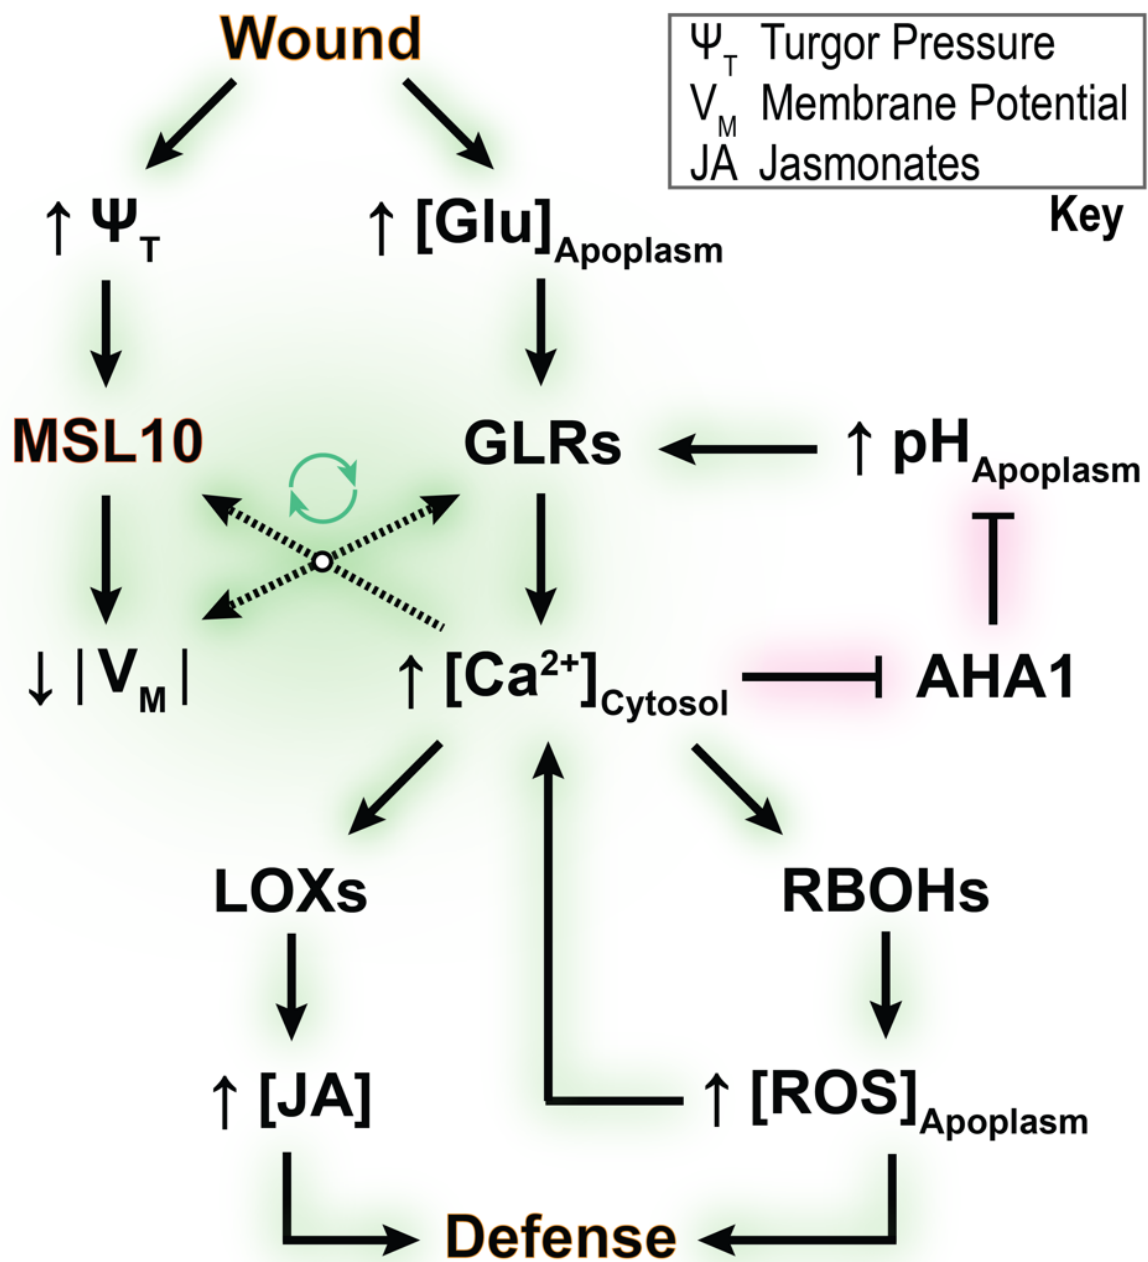 Wound
Ψ_T Turgor Pressure
V_M Membrane Potential
JA Jasmonates
Key
↑ Ψ_T
↑ [Glu]_Apoplasm
MSL10
GLRs
↑ pH_Apoplasm
↓ |V_M|
↑ [Ca²⁺]_Cytosol
AHA1
LOXs
RBOHs
↑ [JA]
↑ [ROS]_Apoplasm
Defense